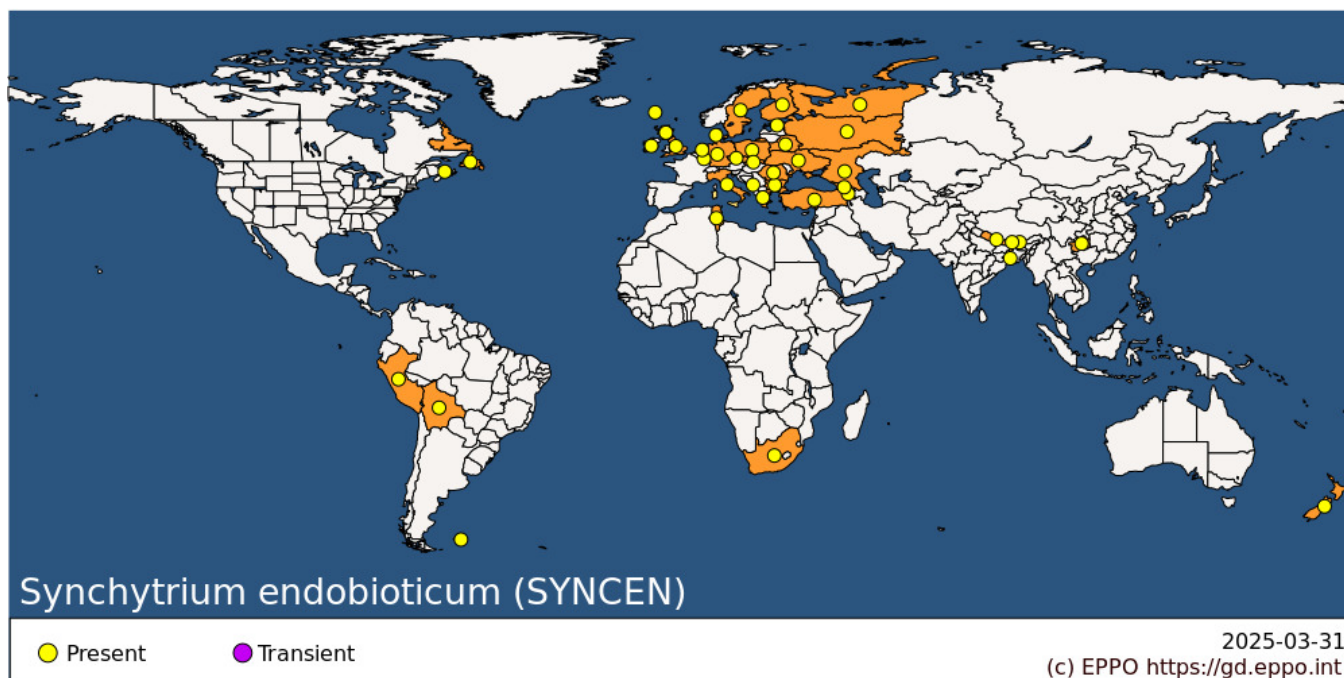 Synchytrium endobioticum (SYNCEN)
Present
Transient
2025-03-31
(c) EPPO https://gd.eppo.int